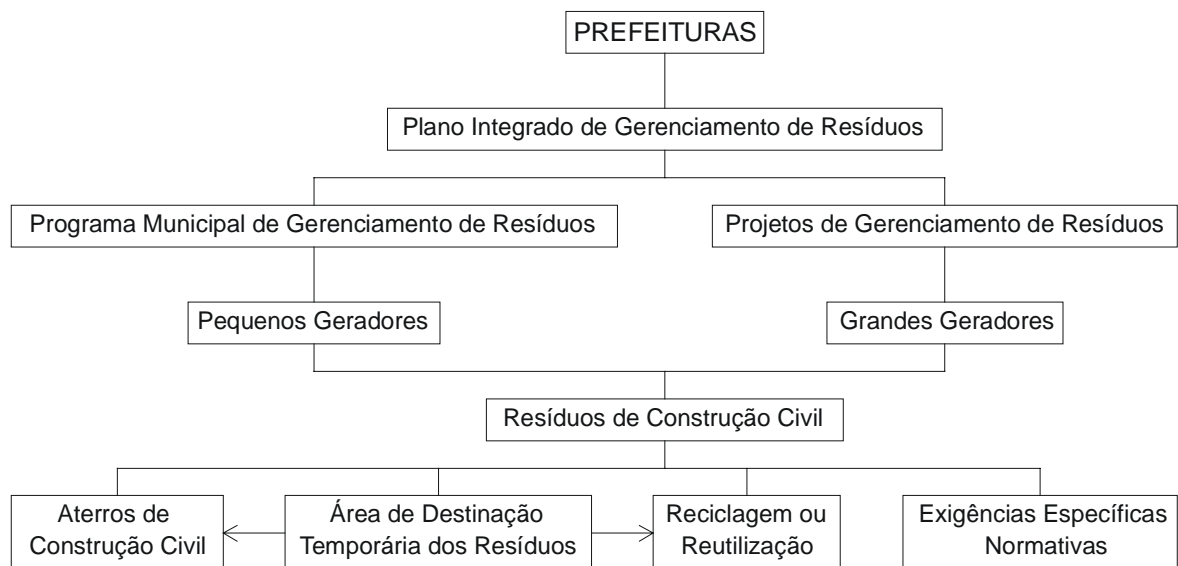 PREFEITURAS
Plano Integrado de Gerenciamento de Resíduos
Programa Municipal de Gerenciamento de Resíduos
Projetos de Gerenciamento de Resíduos
Pequenos Geradores
Grandes Geradores
Resíduos de Construção Civil
Aterros de
Construção Civil
Área de Destinação
Temporária dos Resíduos
Reciclagem ou
Reutilização
Exigências Específicas
Normativas